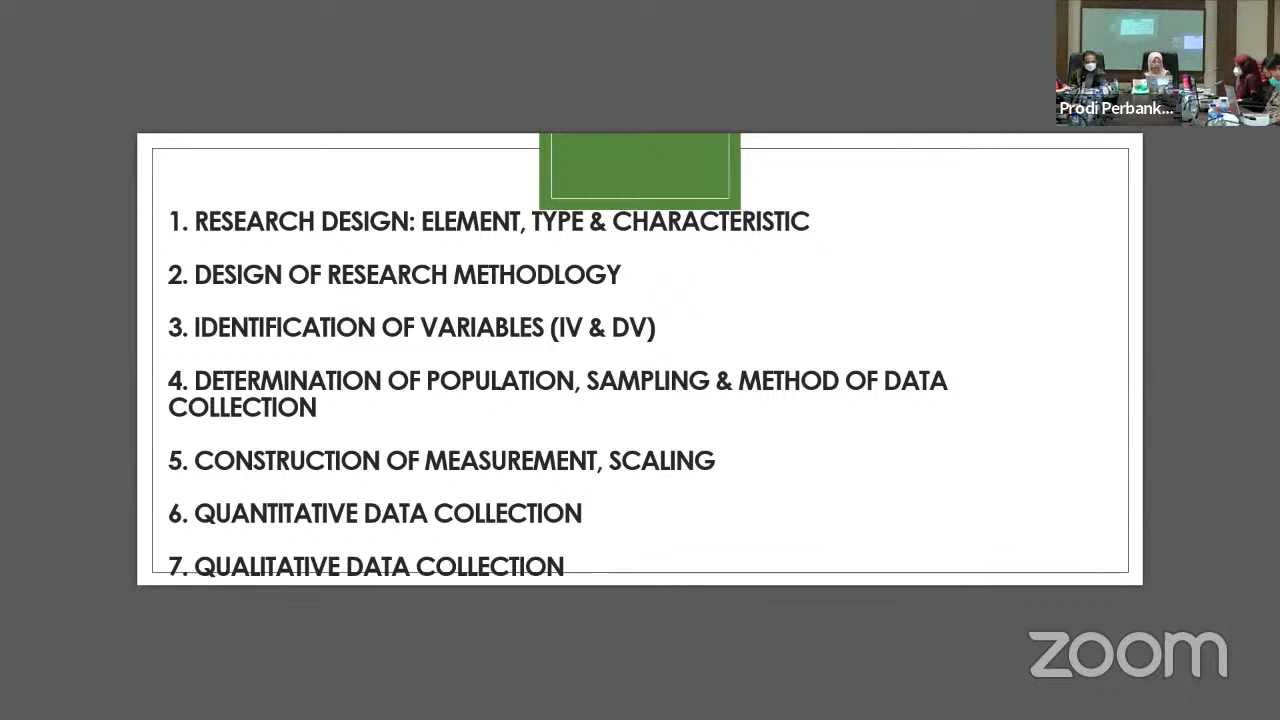 Prodi Perbank...
1. RESEARCH DESIGN: ELEMENT, TYPE & CHARACTERISTIC
2. DESIGN OF RESEARCH METHODLOGY
3. IDENTIFICATION OF VARIABLES (IV & DV)
4. DETERMINATION OF POPULATION, SAMPLING & METHOD OF DATA
COLLECTION
5. CONSTRUCTION OF MEASUREMENT, SCALING
6. QUANTITATIVE DATA COLLECTION
7. QUALITATIVE DATA COLLECTION
zoom